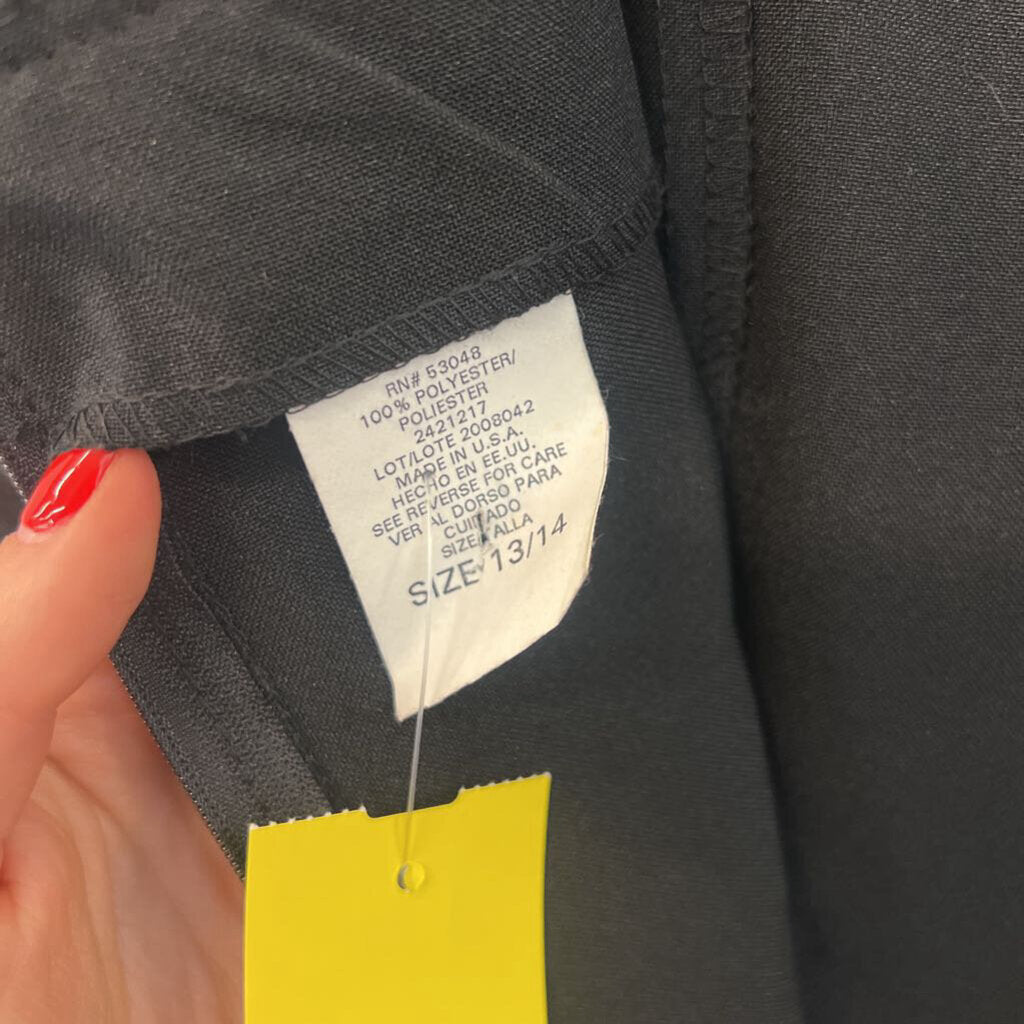 RN# 53048
100% POLYESTER/
POLIESTER
2421217
LOT/LOTE 2008042
MADE IN U.S.A.
HECHO EN EE.UU.
SEE REVERSE FOR CARE
VER AL DORSO PARA
CUIDADO
SIZE/TALLA
SIZE 13/14